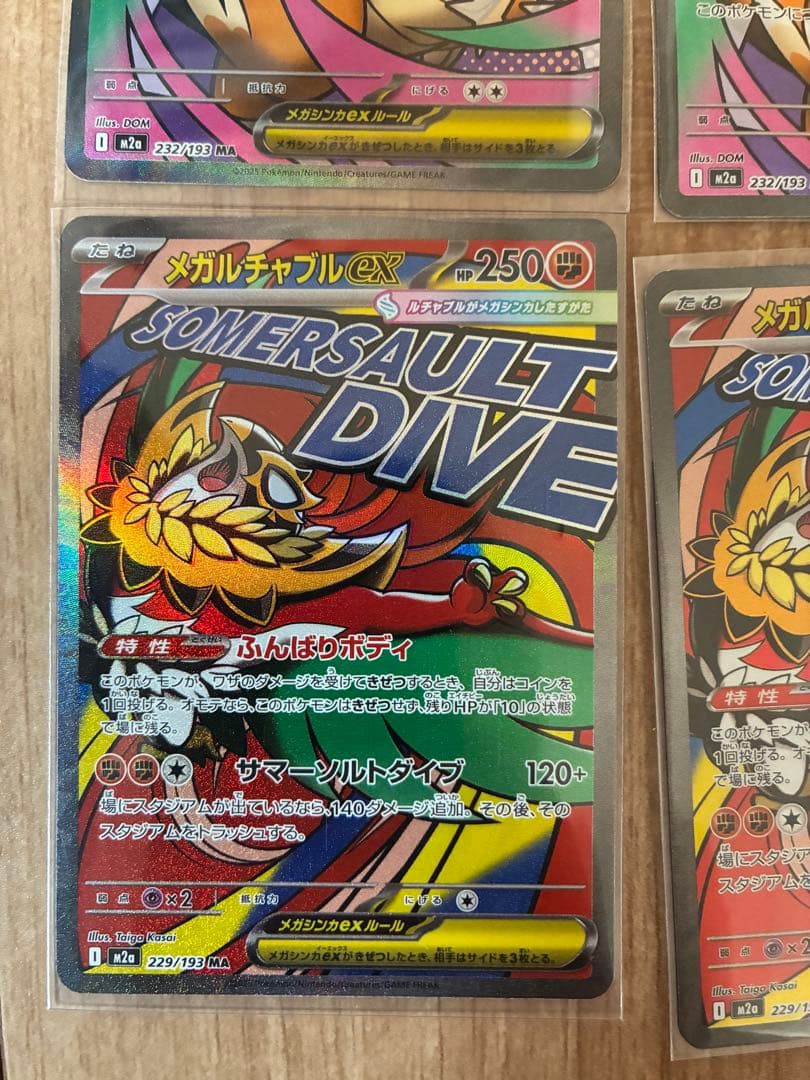 弱点 抵抗力 にげる
メガシンカexルール
メガシンカexがきぜつしたとき、相手はサイドを3枚とる。
Illus. DOM
I m2a 232/193 MA
©2025 Pokémon/Nintendo/Creatures/GAME FREAK.
このポケモンにつ
弱点
Illus. DOM
I m2a 232/193
たね メガルチャブルex HP250
ルチャブルがメガシンカしたすがた
SOMERSAULT
DIVE
特性 とくせい ふんばりボディ
このポケモンが、ワザのダメージを受けてきぜつするとき、自分はコインを
1回投げる。オモテなら、このポケモンはきぜつせず、残りHPが「10」の状態
で場に残る。
サマーソルトダイブ 120+
場にスタジアムが出ているなら、140ダメージ追加。その後、その
スタジアムをトラッシュする。
弱点 ×2 抵抗力 にげる
メガシンカexルール
メガシンカexがきぜつしたとき、相手はサイドを3枚とる。
Illus. Taiga Kasai
I m2a 229/193 MA
©2025 Pokémon/Nintendo/Creatures/GAME FREAK.
たね メガル
SOM
特性
このポケモンが
1回投げる。オモ
で場に残る。
場にスタジア
スタジアムを
弱点 ×2
Illus. Taiga Kasai
I m2a 229/193